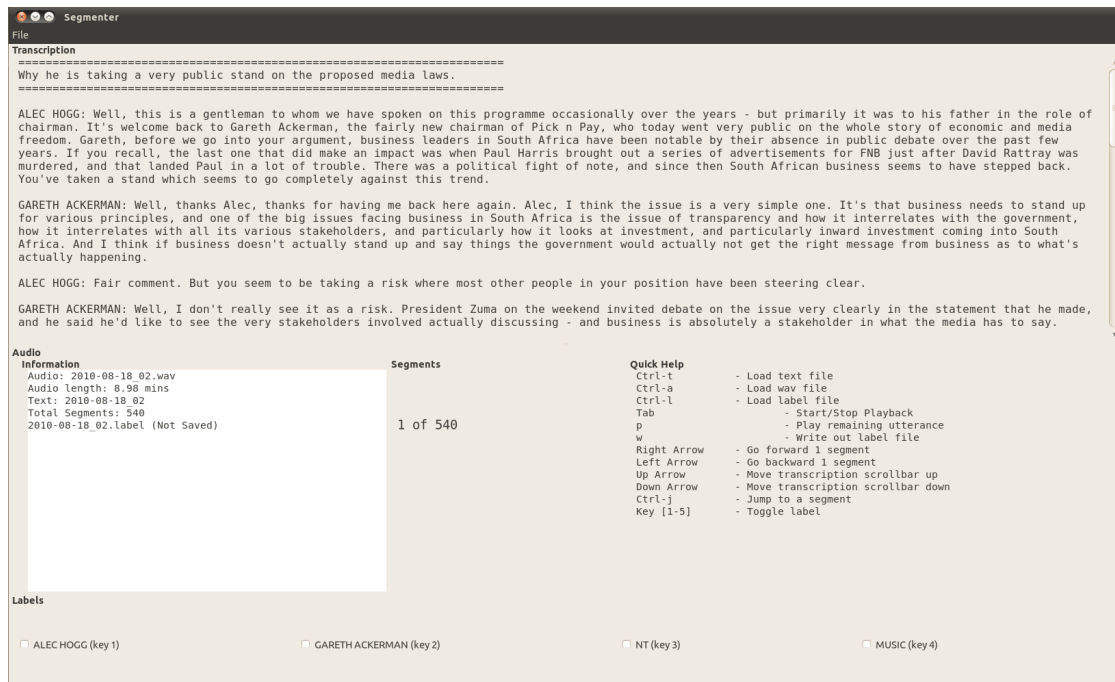 Segmenter
File
Transcription
===========================================================================
Why he is taking a very public stand on the proposed media laws.
===========================================================================
ALEC HOGG: Well, this is a gentleman to whom we have spoken on this programme occasionally over the years - but primarily it was to his father in the role of
chairman. It's welcome back to Gareth Ackerman, the fairly new chairman of Pick n Pay, who today went very public on the whole story of economic and media
freedom. Gareth, before we go into your argument, business leaders in South Africa have been notable by their absence in public debate over the past few
years. If you recall, the last one that did make an impact was when Paul Harris brought out a series of advertisements for FNB just after David Rattray was
murdered, and that landed Paul in a lot of trouble. There was a political fight of note, and since then South African business seems to have stepped back.
You've taken a stand which seems to go completely against this trend.
GARETH ACKERMAN: Well, thanks Alec, thanks for having me back here again. Alec, I think the issue is a very simple one. It's that business needs to stand up
for various principles, and one of the big issues facing business in South Africa is the issue of transparency and how it interrelates with the government,
how it interrelates with all its various stakeholders, and particularly how it looks at investment, and particularly inward investment coming into South
Africa. And I think if business doesn't actually stand up and say things the government would actually not get the right message from business as to what's
actually happening.
ALEC HOGG: Fair comment. But you seem to be taking a risk where most other people in your position have been steering clear.
GARETH ACKERMAN: Well, I don't really see it as a risk. President Zuma on the weekend invited debate on the issue very clearly in the statement that he made,
and he said he'd like to see the very stakeholders involved actually discussing - and business is absolutely a stakeholder in what the media has to say.
Audio
Information
Audio: 2010-08-18_02.wav
Audio length: 8.98 mins
Text: 2010-08-18_02
Total Segments: 540
2010-08-18_02.label (Not Saved)
Segments
1 of 540
Quick Help
Ctrl-t - Load text file
Ctrl-a - Load wav file
Ctrl-l - Load label file
Tab - Start/Stop Playback
p - Play remaining utterance
w - Write out label file
Right Arrow - Go forward 1 segment
Left Arrow - Go backward 1 segment
Up Arrow - Move transcription scrollbar up
Down Arrow - Move transcription scrollbar down
Ctrl-j - Jump to a segment
Key [1-5] - Toggle label
Labels
ALEC HOGG (key 1) GARETH ACKERMAN (key 2) NT (key 3) MUSIC (key 4)